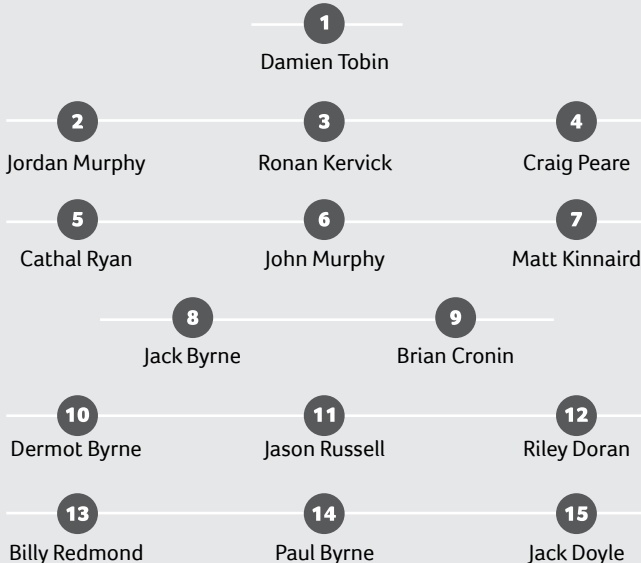 1
Damien Tobin
2 3 4
Jordan Murphy Ronan Kervick Craig Peare
5 6 7
Cathal Ryan John Murphy Matt Kinnaird
8 9
Jack Byrne Brian Cronin
10 11 12
Dermot Byrne Jason Russell Riley Doran
13 14 15
Billy Redmond Paul Byrne Jack Doyle